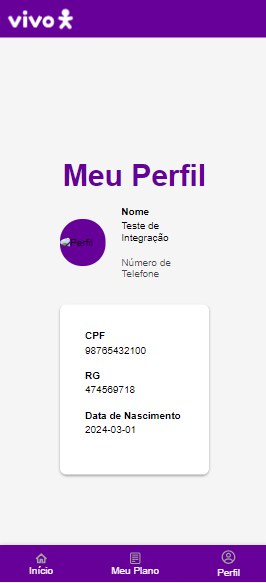 vivo
Meu Perfil
Nome
Teste de
Integração
Perfil
Número de
Telefone
CPF
98765432100
RG
474569718
Data de Nascimento
2024-03-01
Início
Meu Plano
Perfil